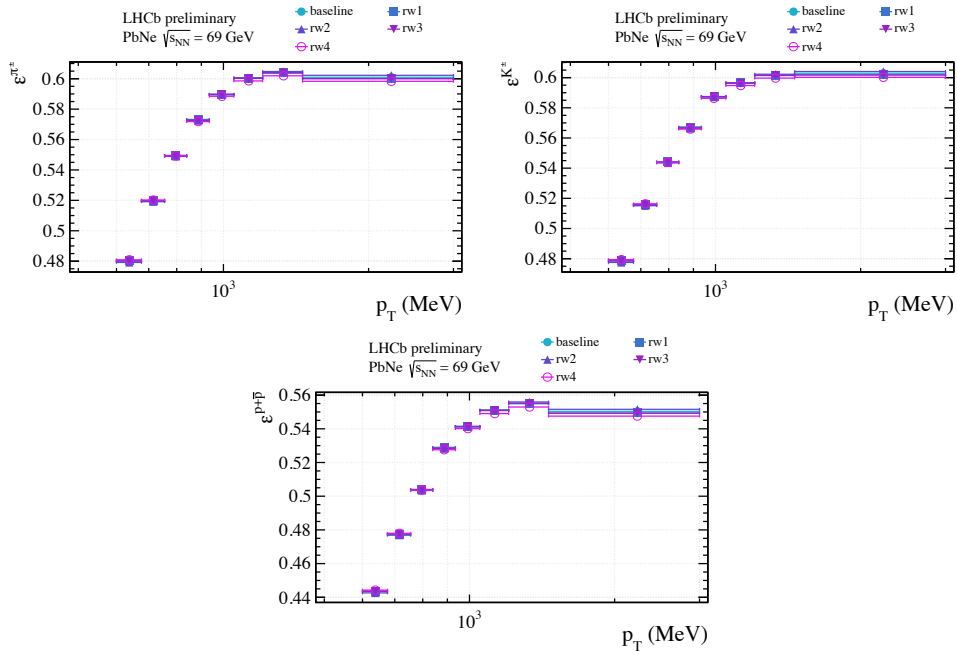 LHCb preliminary
PbNe √sNN = 69 GeV
baseline
rw1
rw2
rw3
rw4
ε^π±
0.6
0.58
0.56
0.54
0.52
0.5
0.48
10³
pT (MeV)
LHCb preliminary
PbNe √sNN = 69 GeV
baseline
rw1
rw2
rw3
rw4
ε^K±
0.6
0.58
0.56
0.54
0.52
0.5
0.48
10³
pT (MeV)
LHCb preliminary
PbNe √sNN = 69 GeV
baseline
rw1
rw2
rw3
rw4
ε^p+p̅
0.56
0.54
0.52
0.5
0.48
0.46
0.44
10³
pT (MeV)